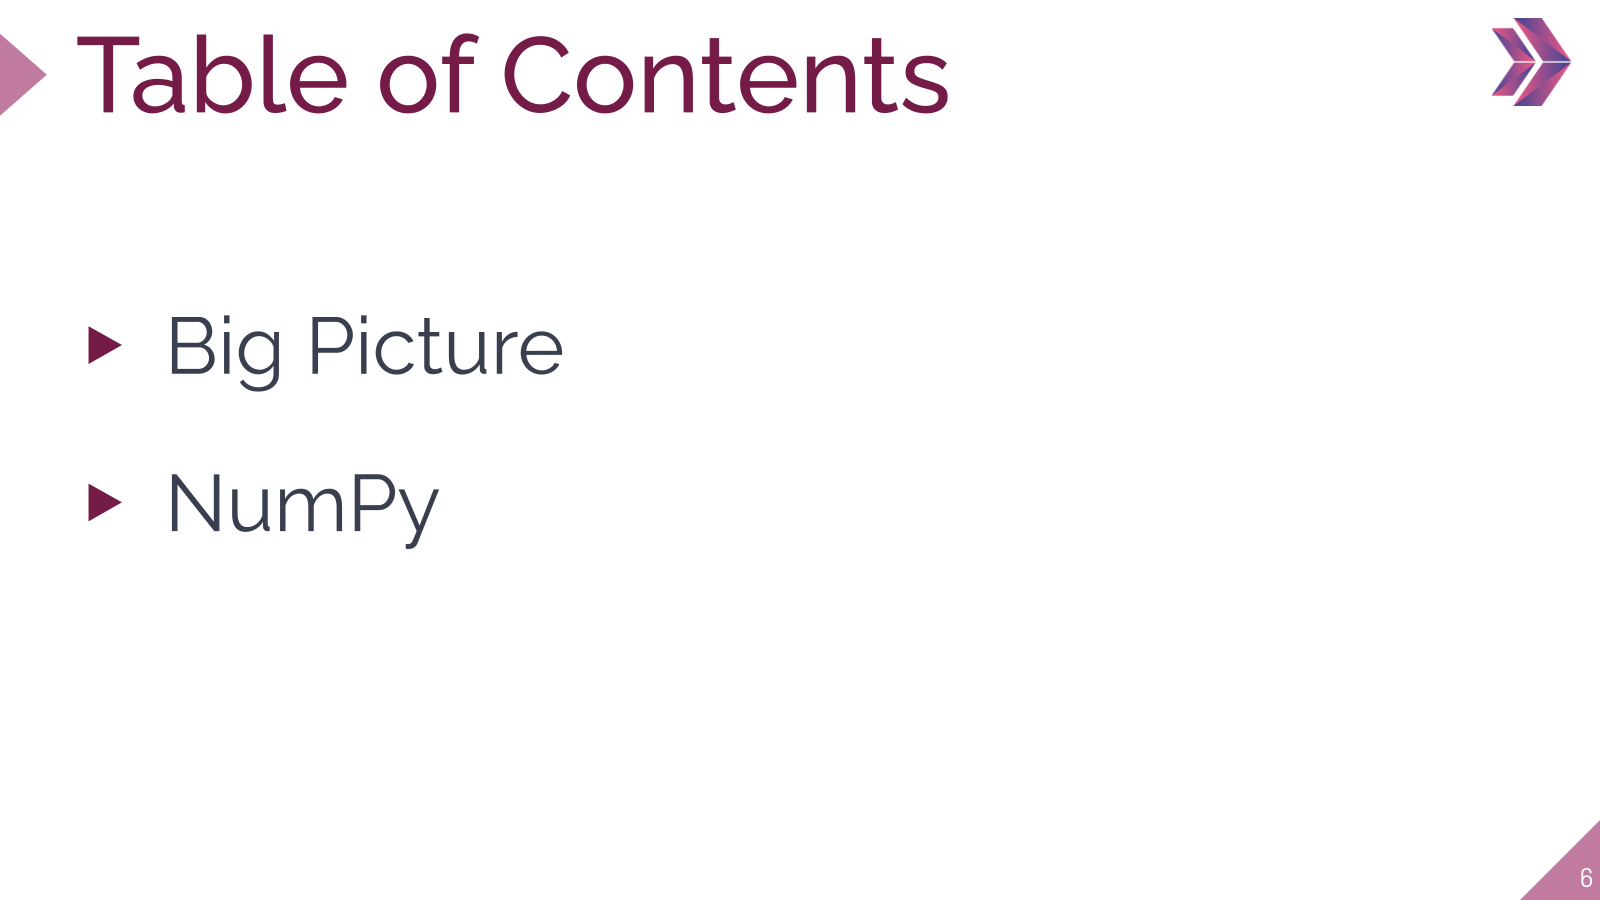 Table of Contents
Big Picture
NumPy
6